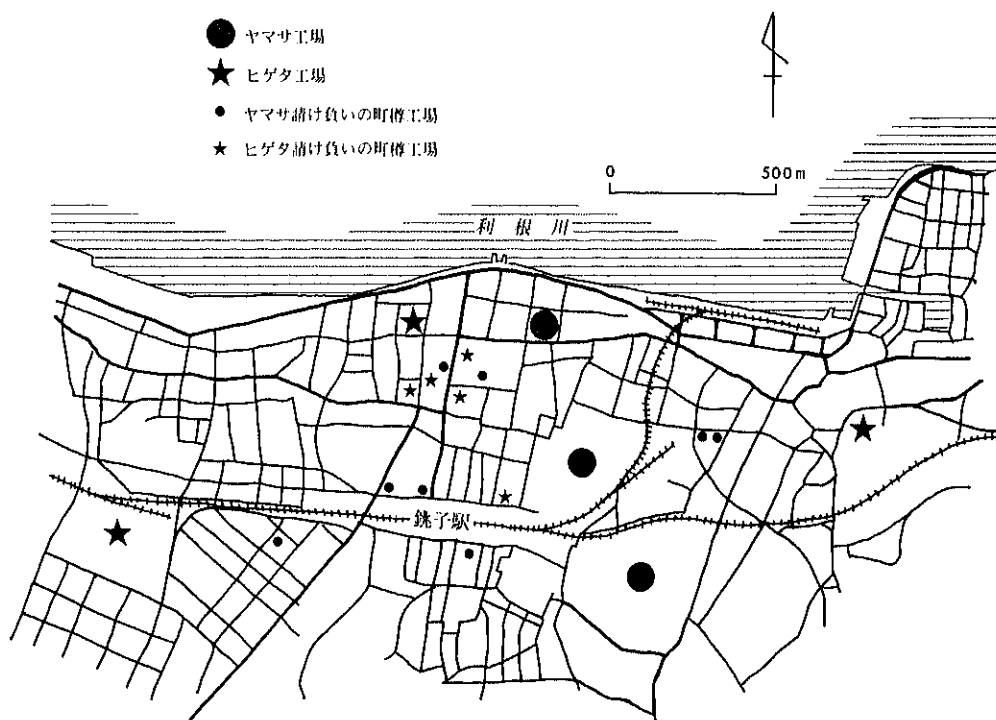 ヤマサ工場
ヒゲタ工場
ヤマサ請け負いの町樽工場
ヒゲタ請け負いの町樽工場
0 500m
利根川
銚子駅